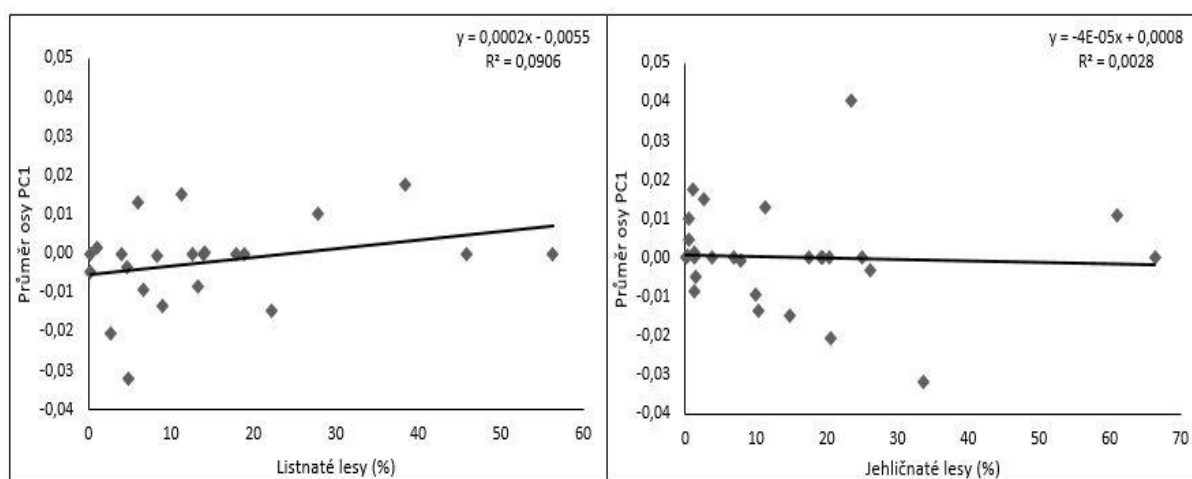 y = 0,0002x - 0,0055
R² = 0,0906
0,05
0,04
0,03
0,02
0,01
0,00
-0,01
-0,02
-0,03
-0,04
Průměr osy PC1
0 10 20 30 40 50 60
Listnaté lesy (%)
y = -4E-05x + 0,0008
R² = 0,0028
0,05
0,04
0,03
0,02
0,01
0,00
-0,01
-0,02
-0,03
-0,04
Průměr osy PC1
0 10 20 30 40 50 60 70
Jehličnaté lesy (%)